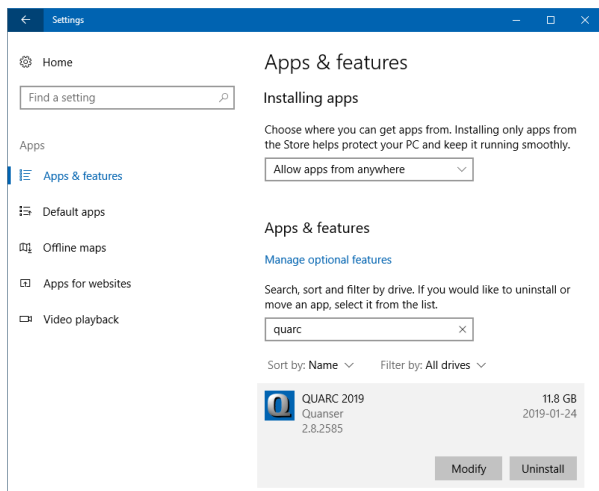 Settings
Home
Find a setting
Apps
Apps & features
Default apps
Offline maps
Apps for websites
Video playback
Apps & features
Installing apps
Choose where you can get apps from. Installing only apps from
the Store helps protect your PC and keep it running smoothly.
Allow apps from anywhere
Apps & features
Manage optional features
Search, sort and filter by drive. If you would like to uninstall or
move an app, select it from the list.
quarc
Sort by: Name Filter by: All drives
QUARC 2019 11.8 GB
Quanser 2019-01-24
2.8.2585
Modify Uninstall